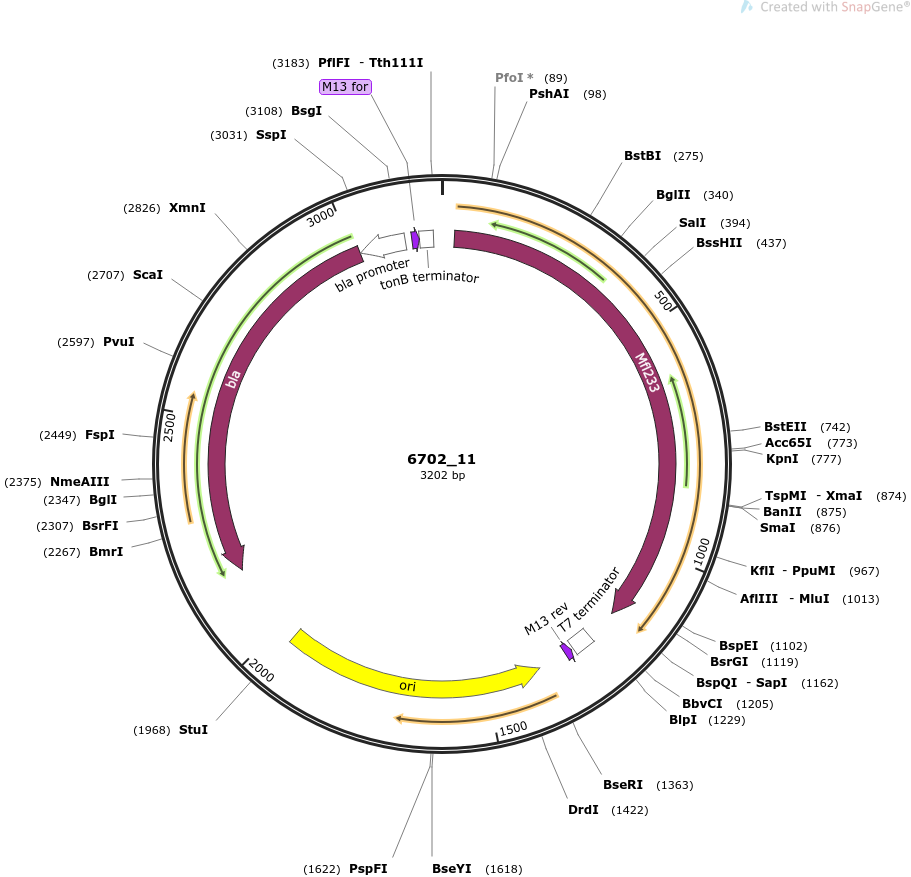 Created with SnapGene®
(3183) PflFI - Tth111I
M13 for
(3108) BsgI
(3031) SspI
PfoI * (89)
PshAI (98)
BstBI (275)
BglII (340)
SalI (394)
BssHII (437)
(2826) XmnI
(2707) ScaI
(2597) PvuI
(2449) FspI
(2375) NmeAIII
(2347) BglI
(2307) BsrFI
(2267) BmrI
3000
bla promoter
tonB terminator
500
bla
Mfl233
2500
6702_11
3202 bp
BstEII (742)
Acc65I (773)
KpnI (777)
TspMI - XmaI (874)
BanII (875)
SmaI (876)
1000
KflI - PpuMI (967)
AflIII - MluI (1013)
T7 terminator
M13 rev
BspEI (1102)
BsrGI (1119)
BspQI - SapI (1162)
BbvCI (1205)
BlpI (1229)
2000
ori
1500
(1968) StuI
BseRI (1363)
DrdI (1422)
(1622) PspFI
BseYI (1618)